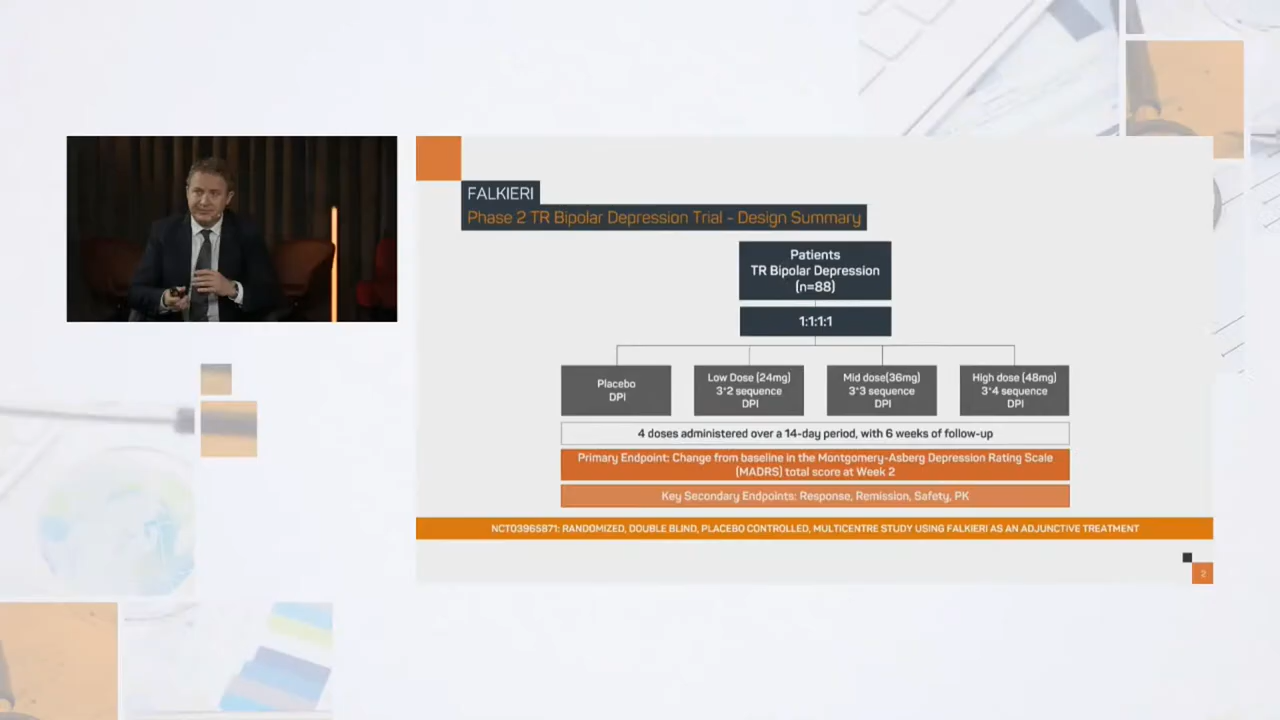 FALKIERI
Phase 2 TR Bipolar Depression Trial - Design Summary
Patients
TR Bipolar Depression
(n=88)
1:1:1:1
Placebo
DPI
Low Dose (24mg)
3*2 sequence
DPI
Mid dose(36mg)
3*3 sequence
DPI
High dose (48mg)
3*4 sequence
DPI
4 doses administered over a 14-day period, with 6 weeks of follow-up
Primary Endpoint: Change from baseline in the Montgomery-Asberg Depression Rating Scale
(MADRS) total score at Week 2
Key Secondary Endpoints: Response, Remission, Safety, PK
NCT03965871: RANDOMIZED, DOUBLE BLIND, PLACEBO CONTROLLED, MULTICENTRE STUDY USING FALKIERI AS AN ADJUNCTIVE TREATMENT
2